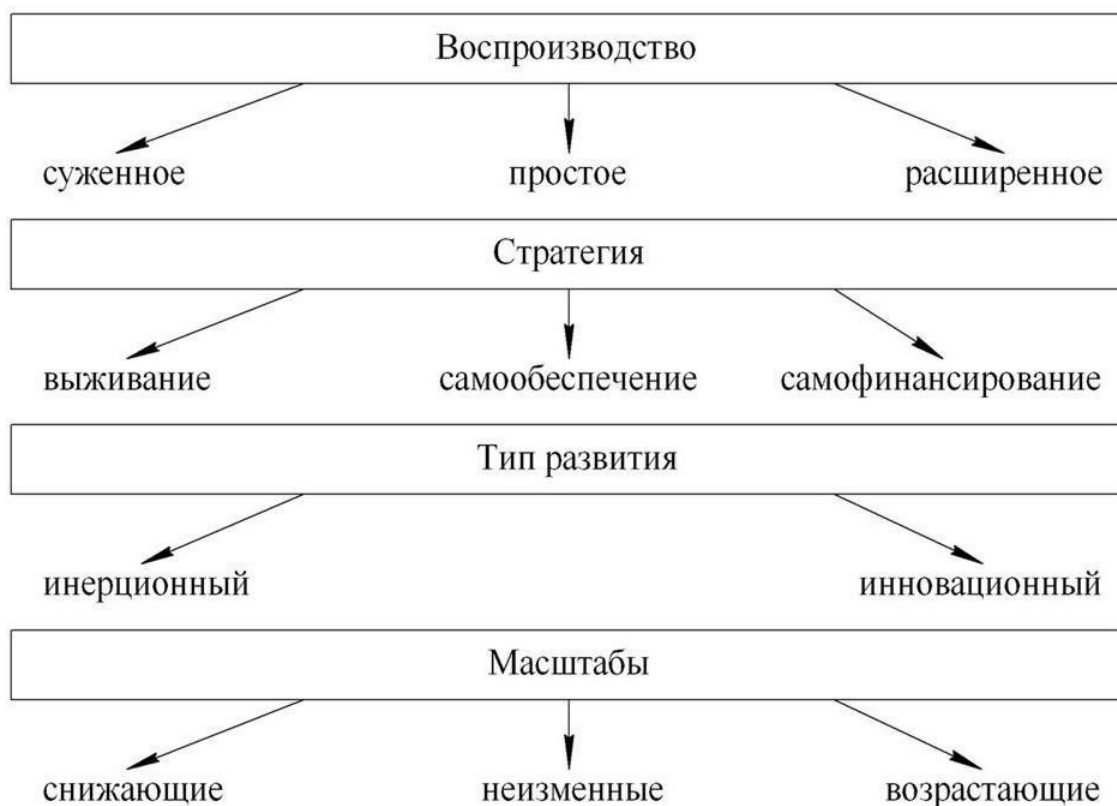 Воспроизводство
суженное простое расширенное
Стратегия
выживание самообеспечение самофинансирование
Тип развития
инерционный инновационный
Масштабы
снижающие неизменные возрастающие